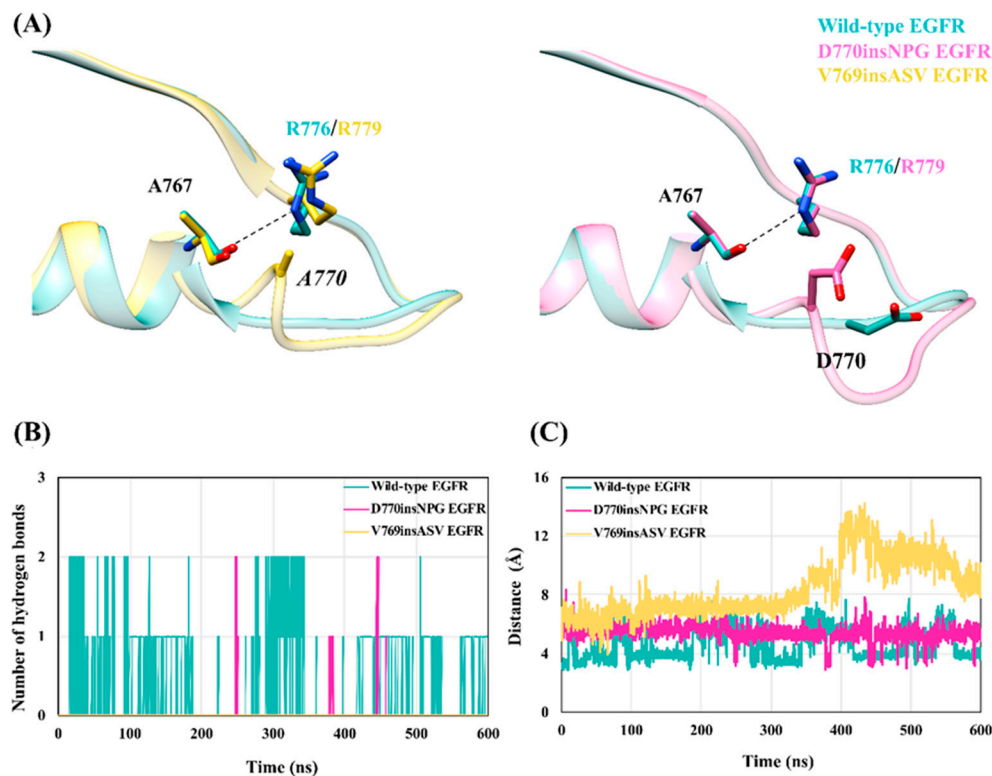 (A)
Wild-type EGFR
D770insNPG EGFR
V769insASV EGFR
R776/R779
A767
A770
R776/R779
A767
D770
(B)
Number of hydrogen bonds
3
2
1
0
Wild-type EGFR
D770insNPG EGFR
V769insASV EGFR
0 100 200 300 400 500 600
Time (ns)
(C)
Distance (Å)
16
12
8
4
0
Wild-type EGFR
D770insNPG EGFR
V769insASV EGFR
0 100 200 300 400 500 600
Time (ns)